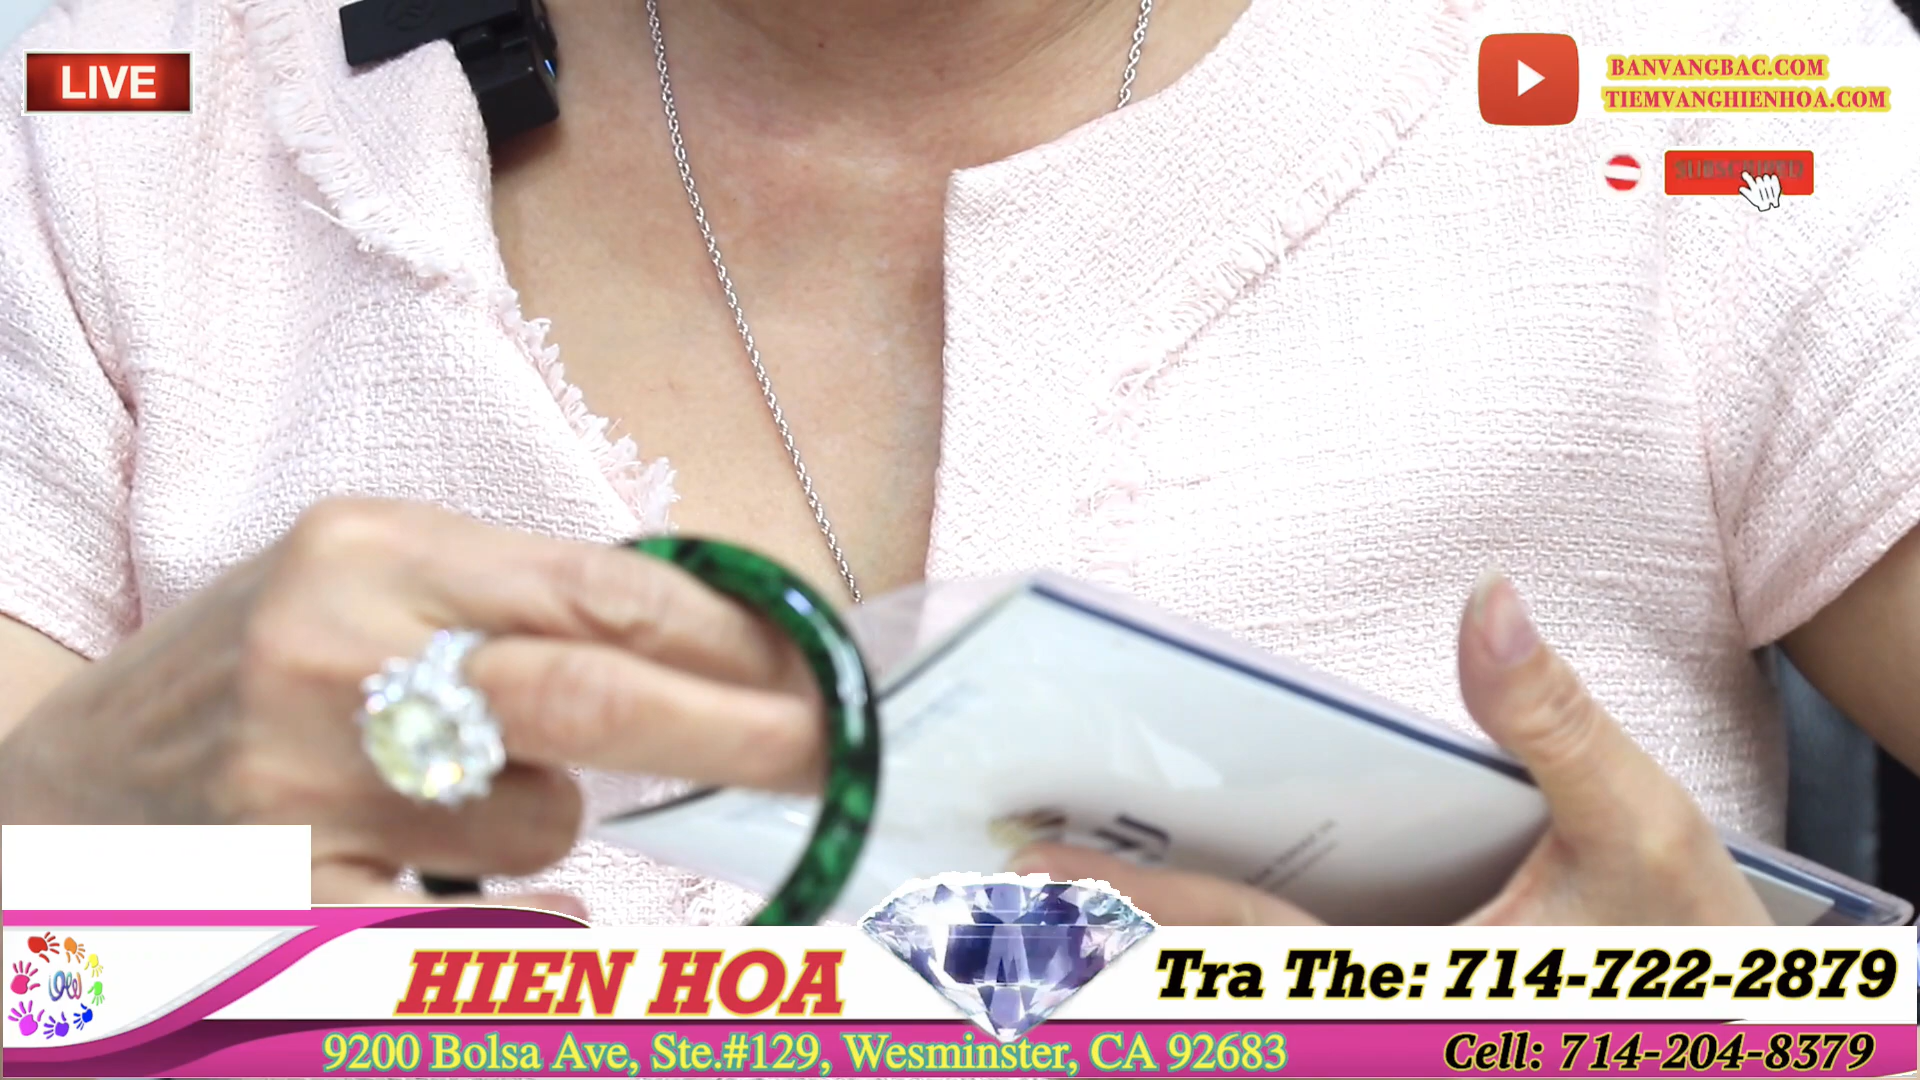 LIVE
BANVANGBAC.COM
TIEMVANGHIENHOA.COM
SUBSCRIBED
HIEN HOA
Tra The: 714-722-2879
9200 Bolsa Ave, Ste.#129, Wesminster, CA 92683
Cell: 714-204-8379